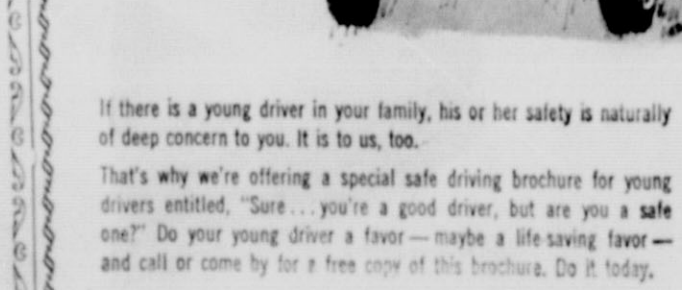 If there is a young driver in your family, his or her safety is naturally
of deep concern to you. It is to us, too.
That's why we're offering a special safe driving brochure for young
drivers entitled, "Sure...you're a good driver, but are you a safe
one?" Do your young driver a favor—maybe a life-saving favor—
and call or come by for a free copy of this brochure. Do it today.